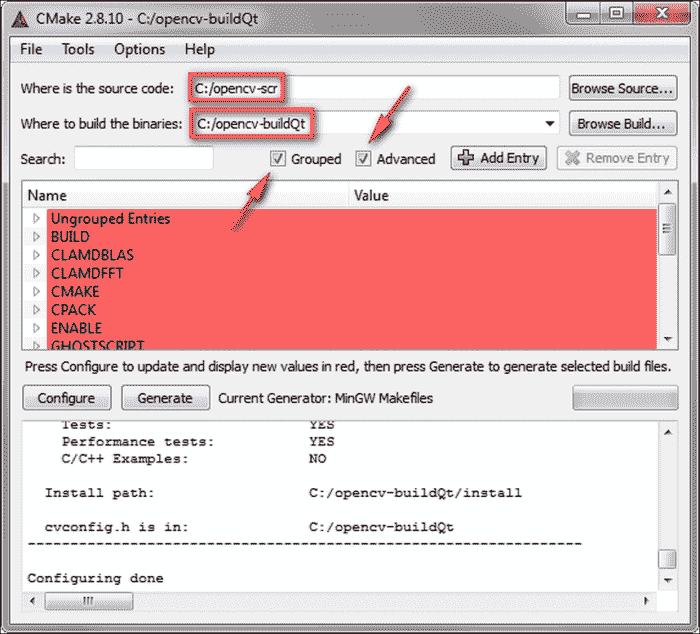 CMake 2.8.10 - C:/opencv-buildQt
File Tools Options Help
Where is the source code: C:/opencv-scr Browse Source...
Where to build the binaries: C:/opencv-buildQt Browse Build...
Search: Grouped Advanced Add Entry Remove Entry
Name Value
Ungrouped Entries
BUILD
CLAMDBLAS
CLAMDFFT
CMAKE
CPACK
ENABLE
GHOSTSCRIPT
Press Configure to update and display new values in red, then press Generate to generate selected build files.
Configure Generate Current Generator: MinGW Makefiles
Tests: YES
Performance tests: YES
C/C++ Examples: NO
Install path: C:/opencv-buildQt/install
cvconfig.h is in: C:/opencv-buildQt
-----------------------------------------------------------------
Configuring done